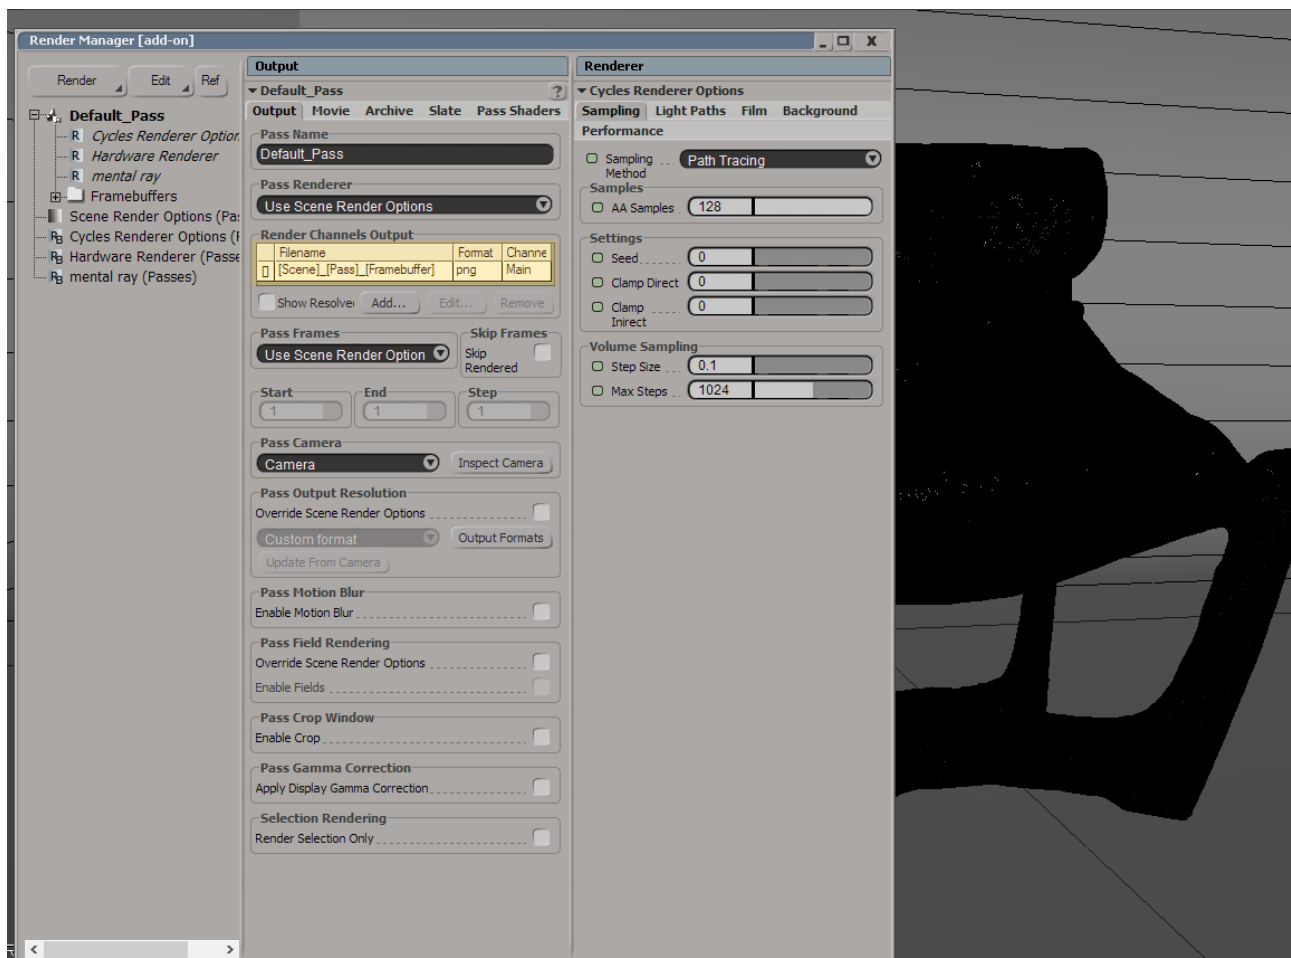 Render Manager [add-on]
Render Edit Ref
Default_Pass
R Cycles Renderer Option
R Hardware Renderer
R mental ray
Framebuffers
Scene Render Options (Pa
Cycles Renderer Options (
Hardware Renderer (Passe
mental ray (Passes)
Output
Default_Pass ?
Output Movie Archive Slate Pass Shaders
Pass Name
Default_Pass
Pass Renderer
Use Scene Render Options
Render Channels Output
Filename Format Channe
[Scene]_[Pass]_[Framebuffer] png Main
Show Resolve Add... Edit... Remove
Pass Frames Skip Frames
Use Scene Render Option Skip Rendered
Start End Step
1 1 1
Pass Camera
Camera Inspect Camera
Pass Output Resolution
Override Scene Render Options
Custom format Output Formats
Update From Camera
Pass Motion Blur
Enable Motion Blur
Pass Field Rendering
Override Scene Render Options
Enable Fields
Pass Crop Window
Enable Crop
Pass Gamma Correction
Apply Display Gamma Correction
Selection Rendering
Render Selection Only
Renderer
Cycles Renderer Options
Sampling Light Paths Film Background
Performance
Sampling Method Path Tracing
Samples
AA Samples 128
Settings
Seed 0
Clamp Direct 0
Clamp Inirect 0
Volume Sampling
Step Size 0.1
Max Steps 1024